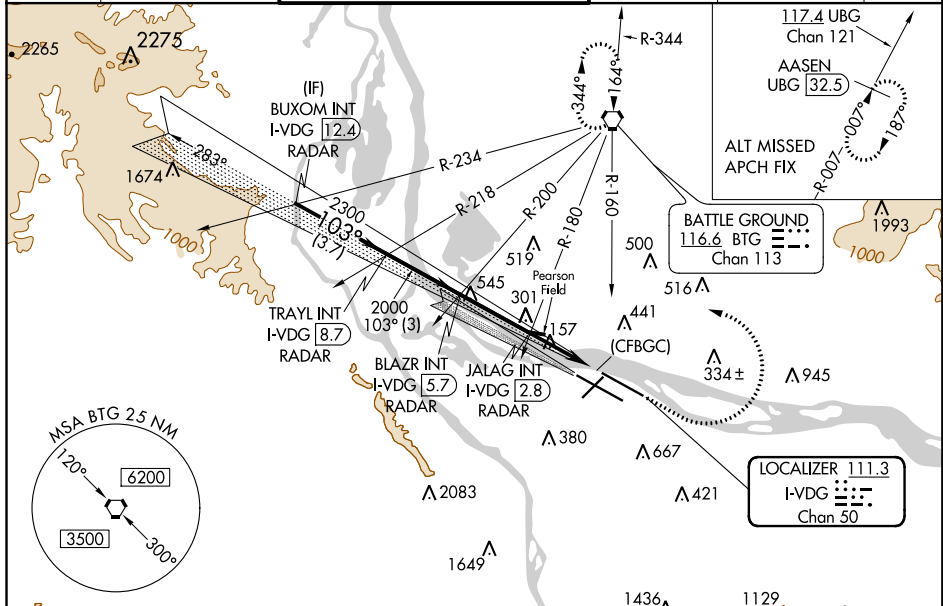 2265
2275
(IF)
BUXOM INT
I-VDG 12.4
RADAR
283°
1674
1000
2300
103°
(3.7)
R-234
R-218
R-200
R-180
R-109
R-344
344°
164°
117.4 UBG
Chan 121
AASEN
UBG 32.5
007°
187°
R-007
ALT MISSED
APCH FIX
BATTLE GROUND
116.6 BTG
Chan 113
1993
1000
519
500
516
545
Pearson
Field
301
157
441
(CFBGC)
334 ±
945
TRAYL INT
I-VDG 8.7
RADAR
2000
103° (3)
BLAZR INT
I-VDG 5.7
RADAR
JALAG INT
I-VDG 2.8
RADAR
380
667
421
2083
1649
1436
1129
LOCALIZER 111.3
I-VDG
Chan 50
MSA BTG 25 NM
120°
6200
3500
300°